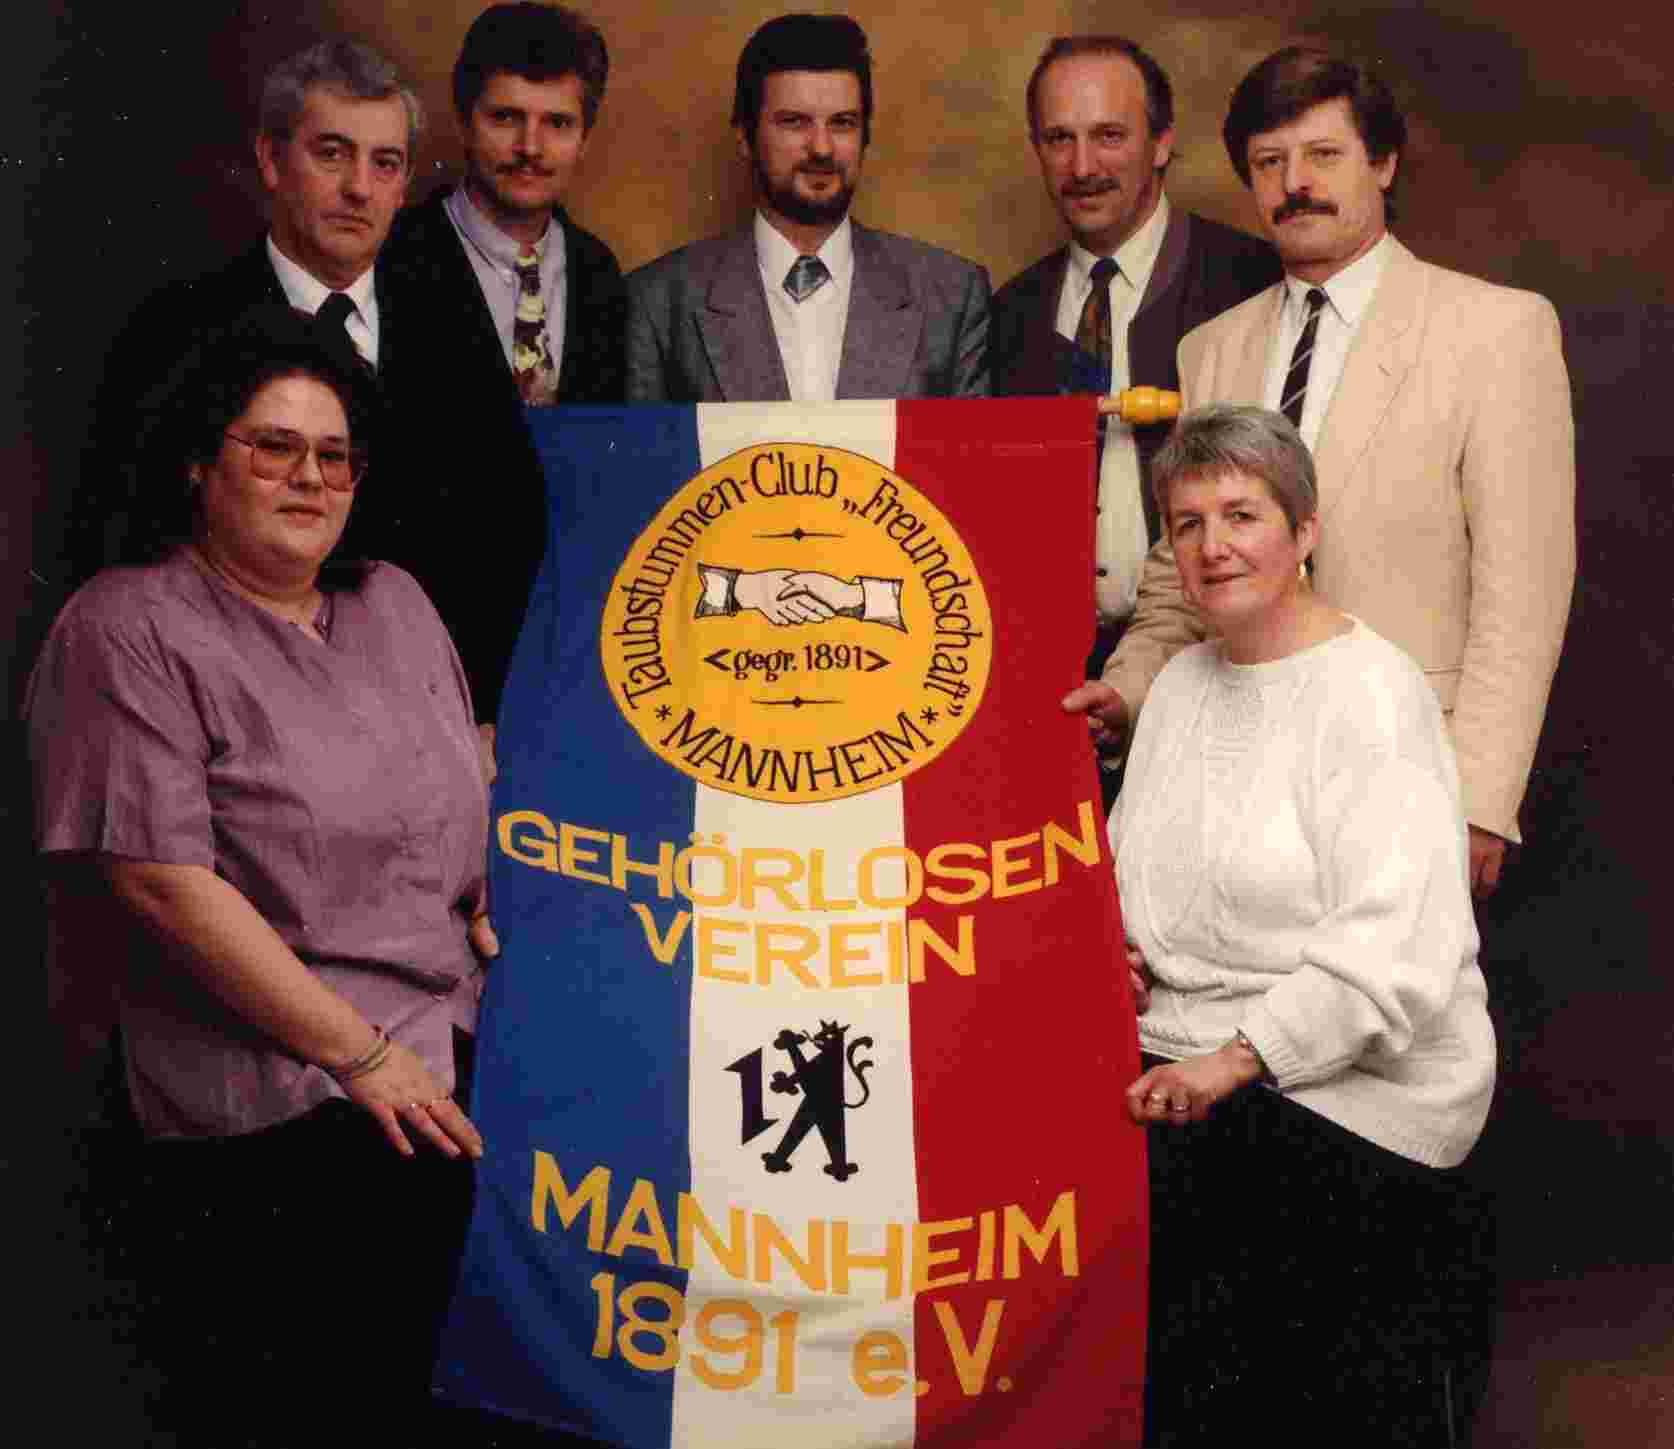 Taubstummen-Club „Freundschaft"
<gegr. 1891>
* MANNHEIM *
GEHÖRLOSEN
VEREIN
MANNHEIM
1891 e.V.